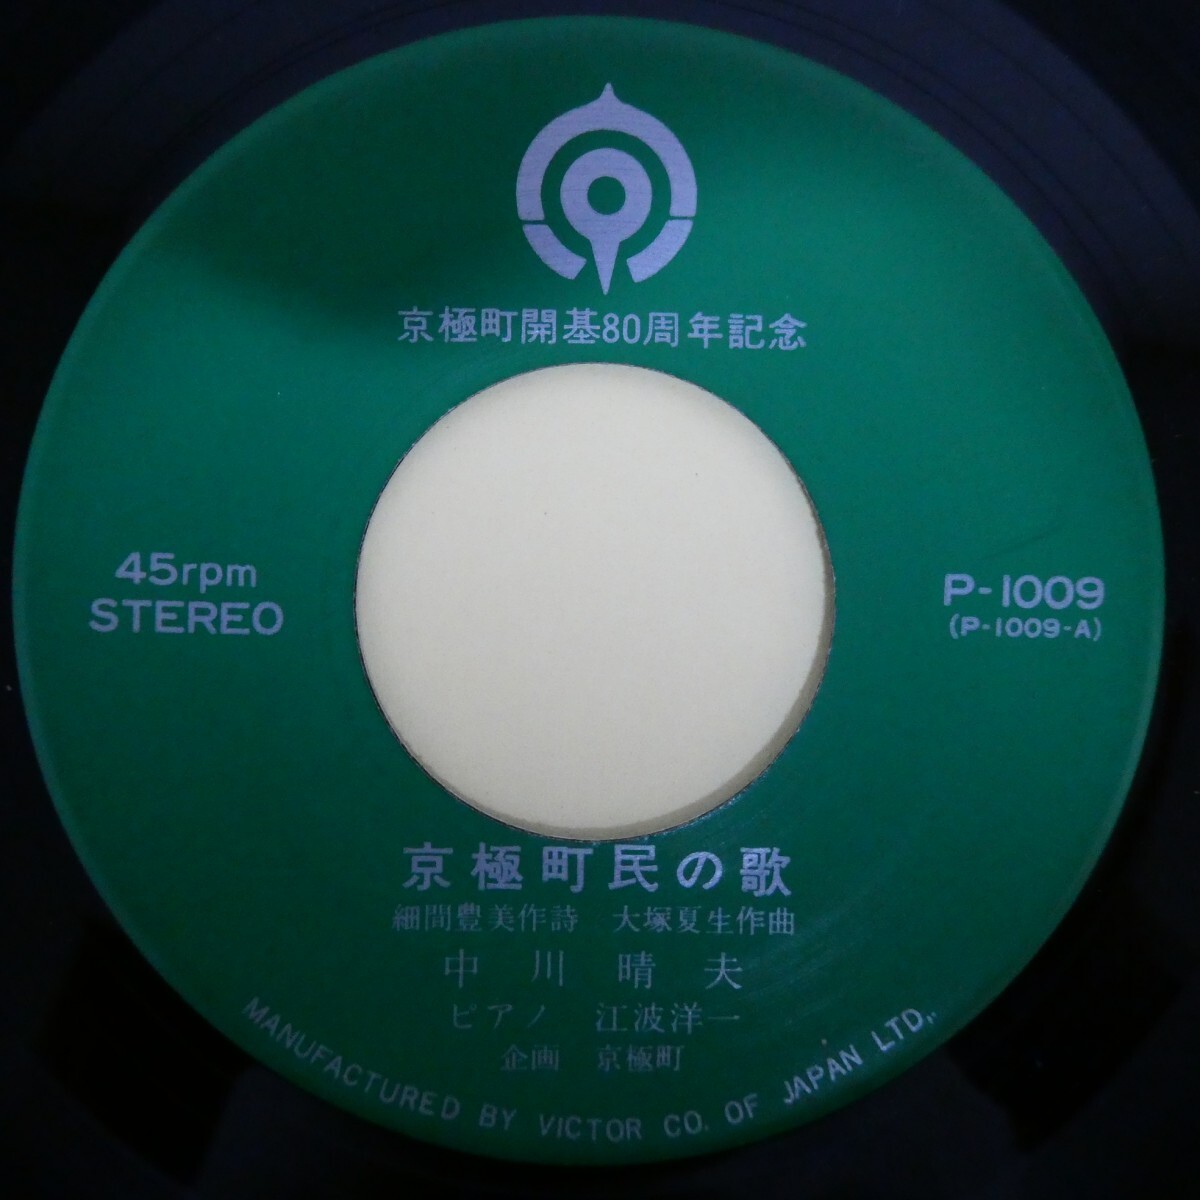 京極町開基80周年記念
45rpm
STEREO
P-1009
(P-1009-A)
京極町民の歌
細間豊美作詩　大塚夏生作曲
中川晴夫
ピアノ　江波洋一
企画　京極町
MANUFACTURED BY VICTOR CO. OF JAPAN LTD,.